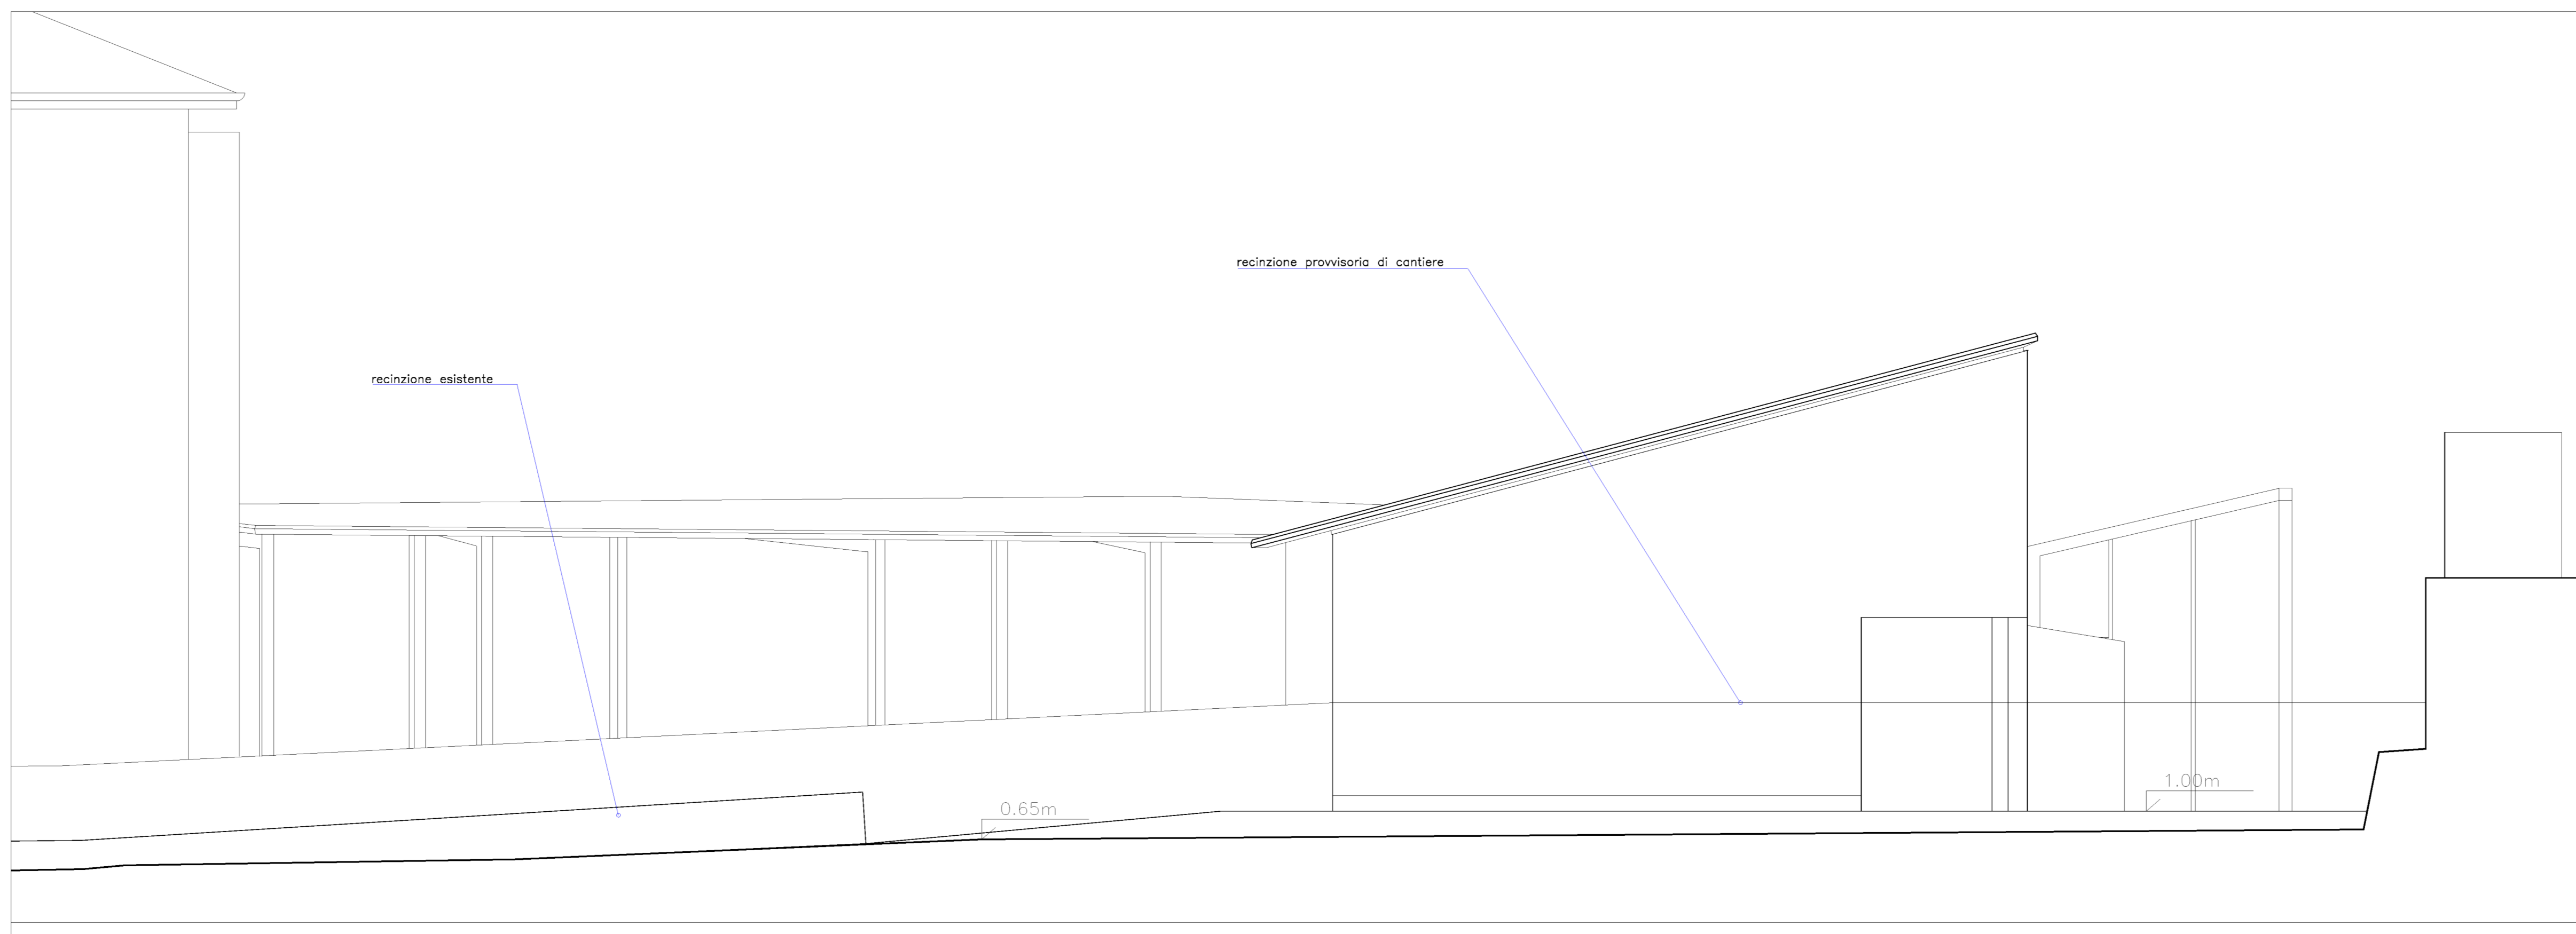 recinzione provvisoria di cantiere
recinzione esistente
1.00m
0.65m